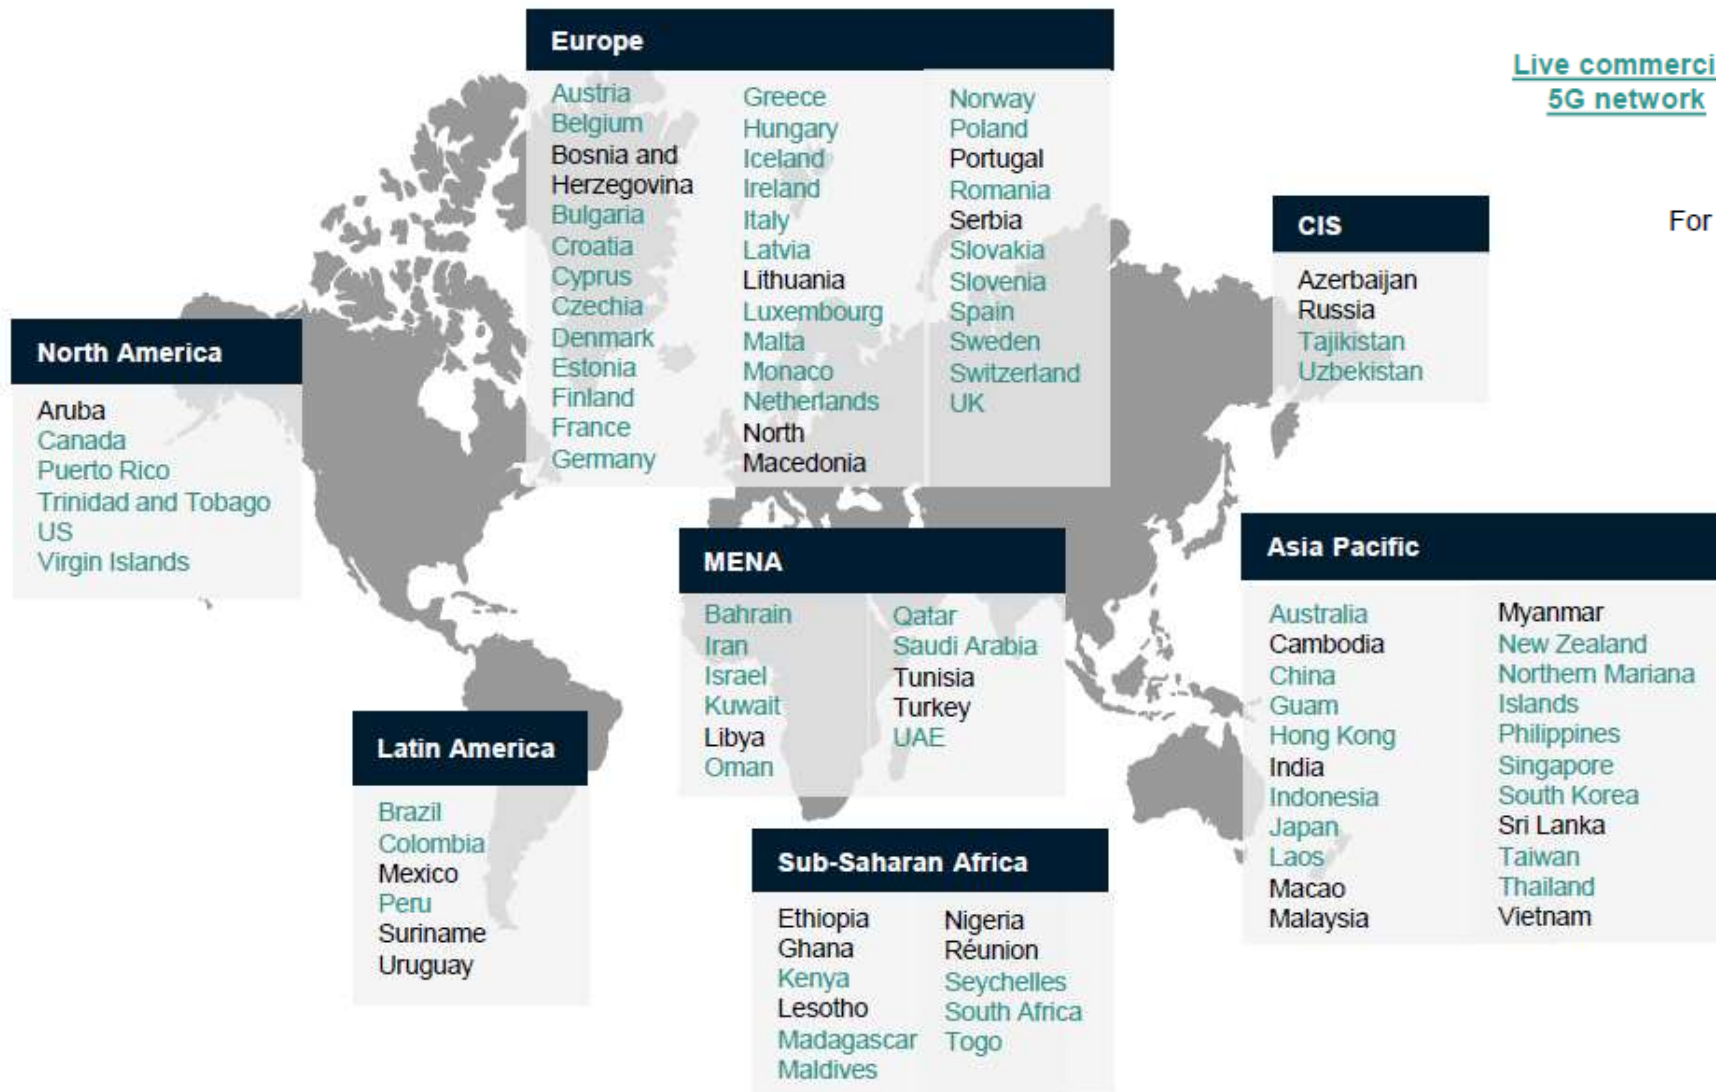 Europe
Austria
Belgium
Bosnia and
Herzegovina
Bulgaria
Croatia
Cyprus
Czechia
Denmark
Estonia
Finland
France
Germany
Greece
Hungary
Iceland
Ireland
Italy
Latvia
Lithuania
Luxembourg
Malta
Monaco
Netherlands
North
Macedonia
Norway
Poland
Portugal
Romania
Serbia
Slovakia
Slovenia
Spain
Sweden
Switzerland
UK
Live commerci
5G network
For
CIS
Azerbaijan
Russia
Tajikistan
Uzbekistan
North America
Aruba
Canada
Puerto Rico
Trinidad and Tobago
US
Virgin Islands
MENA
Bahrain
Iran
Israel
Kuwait
Libya
Oman
Qatar
Saudi Arabia
Tunisia
Turkey
UAE
Asia Pacific
Australia
Cambodia
China
Guam
Hong Kong
India
Indonesia
Japan
Laos
Macao
Malaysia
Myanmar
New Zealand
Northern Mariana
Islands
Philippines
Singapore
South Korea
Sri Lanka
Taiwan
Thailand
Vietnam
Latin America
Brazil
Colombia
Mexico
Peru
Suriname
Uruguay
Sub-Saharan Africa
Ethiopia
Ghana
Kenya
Lesotho
Madagascar
Maldives
Nigeria
Réunion
Seychelles
South Africa
Togo